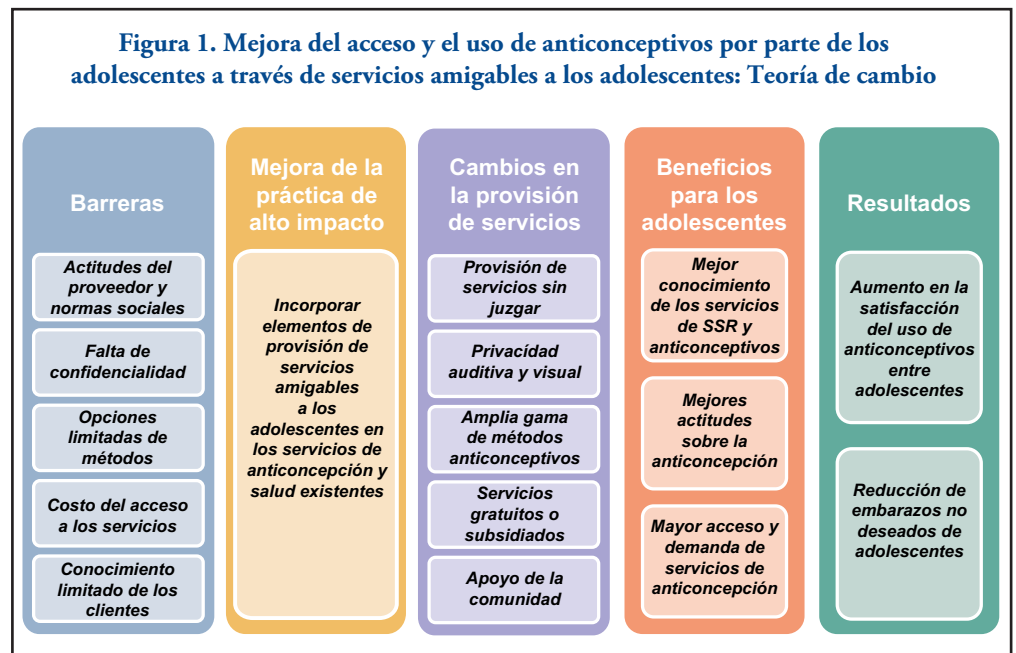 Figura 1. Mejora del acceso y el uso de anticonceptivos por parte de los
adolescentes a través de servicios amigables a los adolescentes: Teoría de cambio
Barreras
Actitudes del
proveedor y
normas sociales
Falta de
confidencialidad
Opciones
limitadas de
métodos
Costo del acceso
a los servicios
Conocimiento
limitado de los
clientes
Mejora de la
práctica de
alto impacto
Incorporar
elementos de
provisión de
servicios
amigables
a los
adolescentes en
los servicios de
anticoncepción y
salud existentes
Cambios en
la provisión
de servicios
Provisión de
servicios sin
juzgar
Privacídad
auditiva y visual
Amplia gama
de métodos
anticonceptivos
Servicios
gratuitos o
subsidiados
Apoyo de la
comunidad
Beneficios
para los
adolescentes
Mejor
conocimiento
de los servicios
de SSR y
anticonceptivos
Mejores
actitudes
sobre la
anticoncepción
Mayor acceso y
demanda de
servicios de
anticoncepción
Resultados
Aumento en la
satisfacción
del uso de
anticonceptivos
entre
adolescentes
Reducción de
embarazos no
deseados de
adolescentes